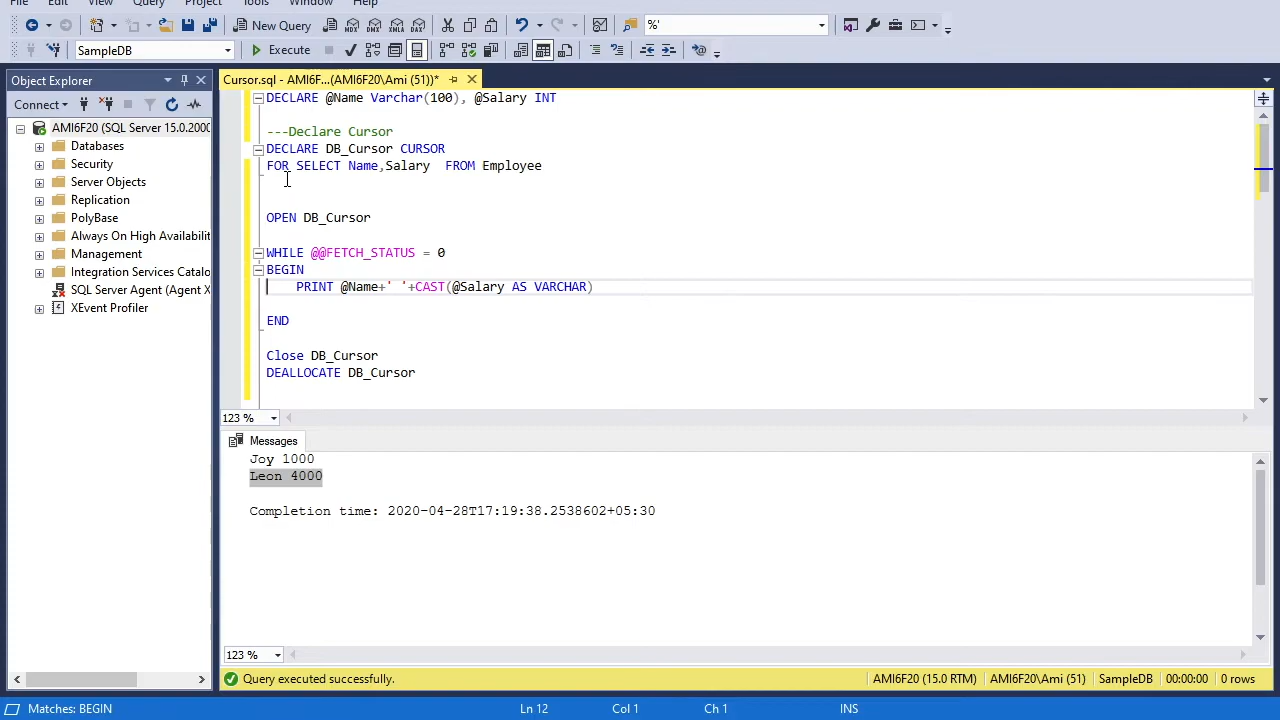 File Edit View Query Project Tools Window Help
New Query MDX DMX XMLA DAX %'
SampleDB Execute
Object Explorer
Connect
AMI6F20 (SQL Server 15.0.2000
Databases
Security
Server Objects
Replication
PolyBase
Always On High Availabilit
Management
Integration Services Catalo
SQL Server Agent (Agent X
XEvent Profiler
Cursor.sql - AMI6F...(AMI6F20\Ami (51))*
DECLARE @Name Varchar(100), @Salary INT
---Declare Cursor
DECLARE DB_Cursor CURSOR
FOR SELECT Name,Salary  FROM Employee
OPEN DB_Cursor
WHILE @@FETCH_STATUS = 0
BEGIN
PRINT @Name+' '+CAST(@Salary AS VARCHAR)
END
Close DB_Cursor
DEALLOCATE DB_Cursor
123 %
Messages
Joy 1000
Leon 4000
Completion time: 2020-04-28T17:19:38.2538602+05:30
123 %
Query executed successfully. AMI6F20 (15.0 RTM) AMI6F20\Ami (51) SampleDB 00:00:00 0 rows
Matches: BEGIN Ln 12 Col 1 Ch 1 INS